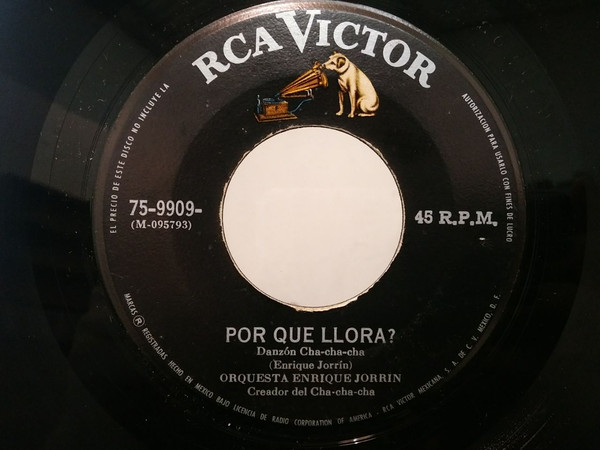 RCA VICTOR
EL PRECIO DE ESTE DISCO NO INCLUYE LA
AUTORIZACION PARA USARLO CON FINES DE LUCRO
75-9909-
(M-095793)
45 R.P.M.
POR QUE LLORA?
Danzón Cha-cha-cha
(Enrique Jorrín)
ORQUESTA ENRIQUE JORRIN
Creador del Cha-cha-cha
MARCAS ® REGISTRADAS HECHO EN MEXICO BAJO LICENCIA DE RADIO CORPORATION OF AMERICA - RCA VICTOR MEXICANA, S. A. DE C. V. MEXICO, D. F.